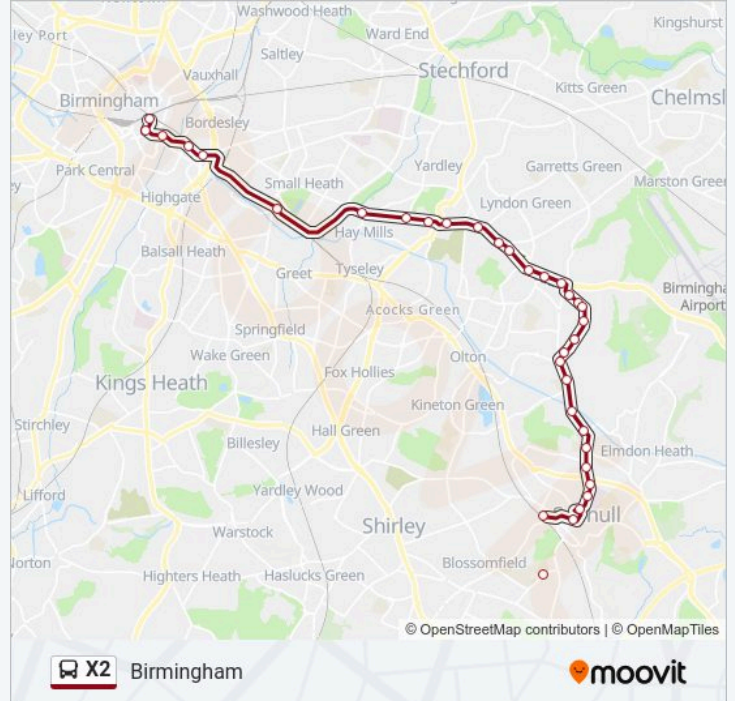 Washwood Heath
Kingshurst
ley Port
Ward End
Saltley
Stechford
Vauxhall
Kitts Green
Birmingham
Chelmsl
Bordesley
Park Central
Yardley
Garretts Green
Small Heath
Marston Green
Highgate
Lyndon Green
Hay Mills
Balsall Heath
Greet
Tyseley
Birmingha
Airport
Acocks Green
Springfield
Wake Green
Olton
Kings Heath
Fox Hollies
Kineton Green
Stirchley
Hall Green
Billesley
Elmdon Heath
Yardley Wood
Lifford
Shirley
Warstock
Blossomfield
Norton
Highters Heath
Haslucks Green
© OpenStreetMap contributors | © OpenMapTiles
X2 Birmingham
moovit